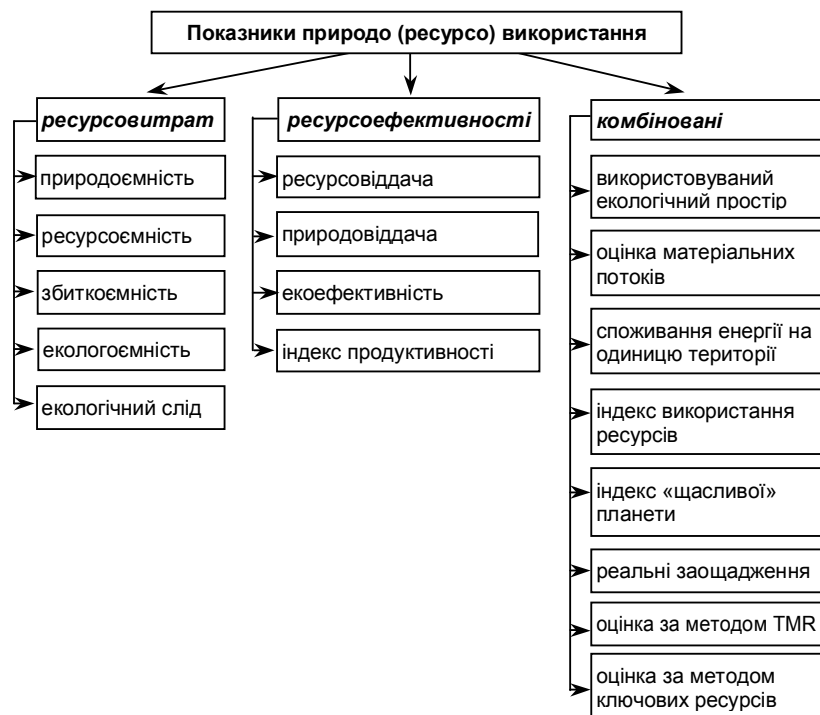 Показники природо (ресурсо) використання
ресурсовитрат
природоємність
ресурсоємність
збиткоємність
екологоємність
екологічний слід
ресурсоефективності
ресурсовіддача
природовіддача
екоефективність
індекс продуктивності
комбіновані
використовуваний
екологічний простір
оцінка матеріальних
потоків
споживання енергії на
одиницю території
індекс використання
ресурсів
індекс «щасливої»
планети
реальні заощадження
оцінка за методом TMR
оцінка за методом
ключових ресурсів